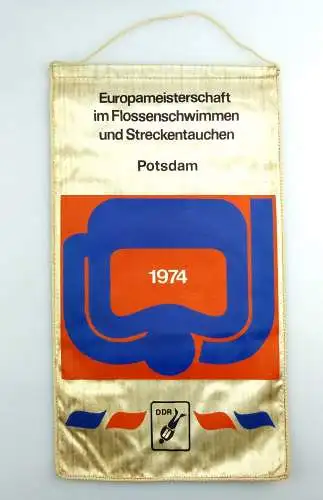 Europameisterschaft
im Flossenschwimmen
und Streckentauchen
Potsdam
1974
DDR